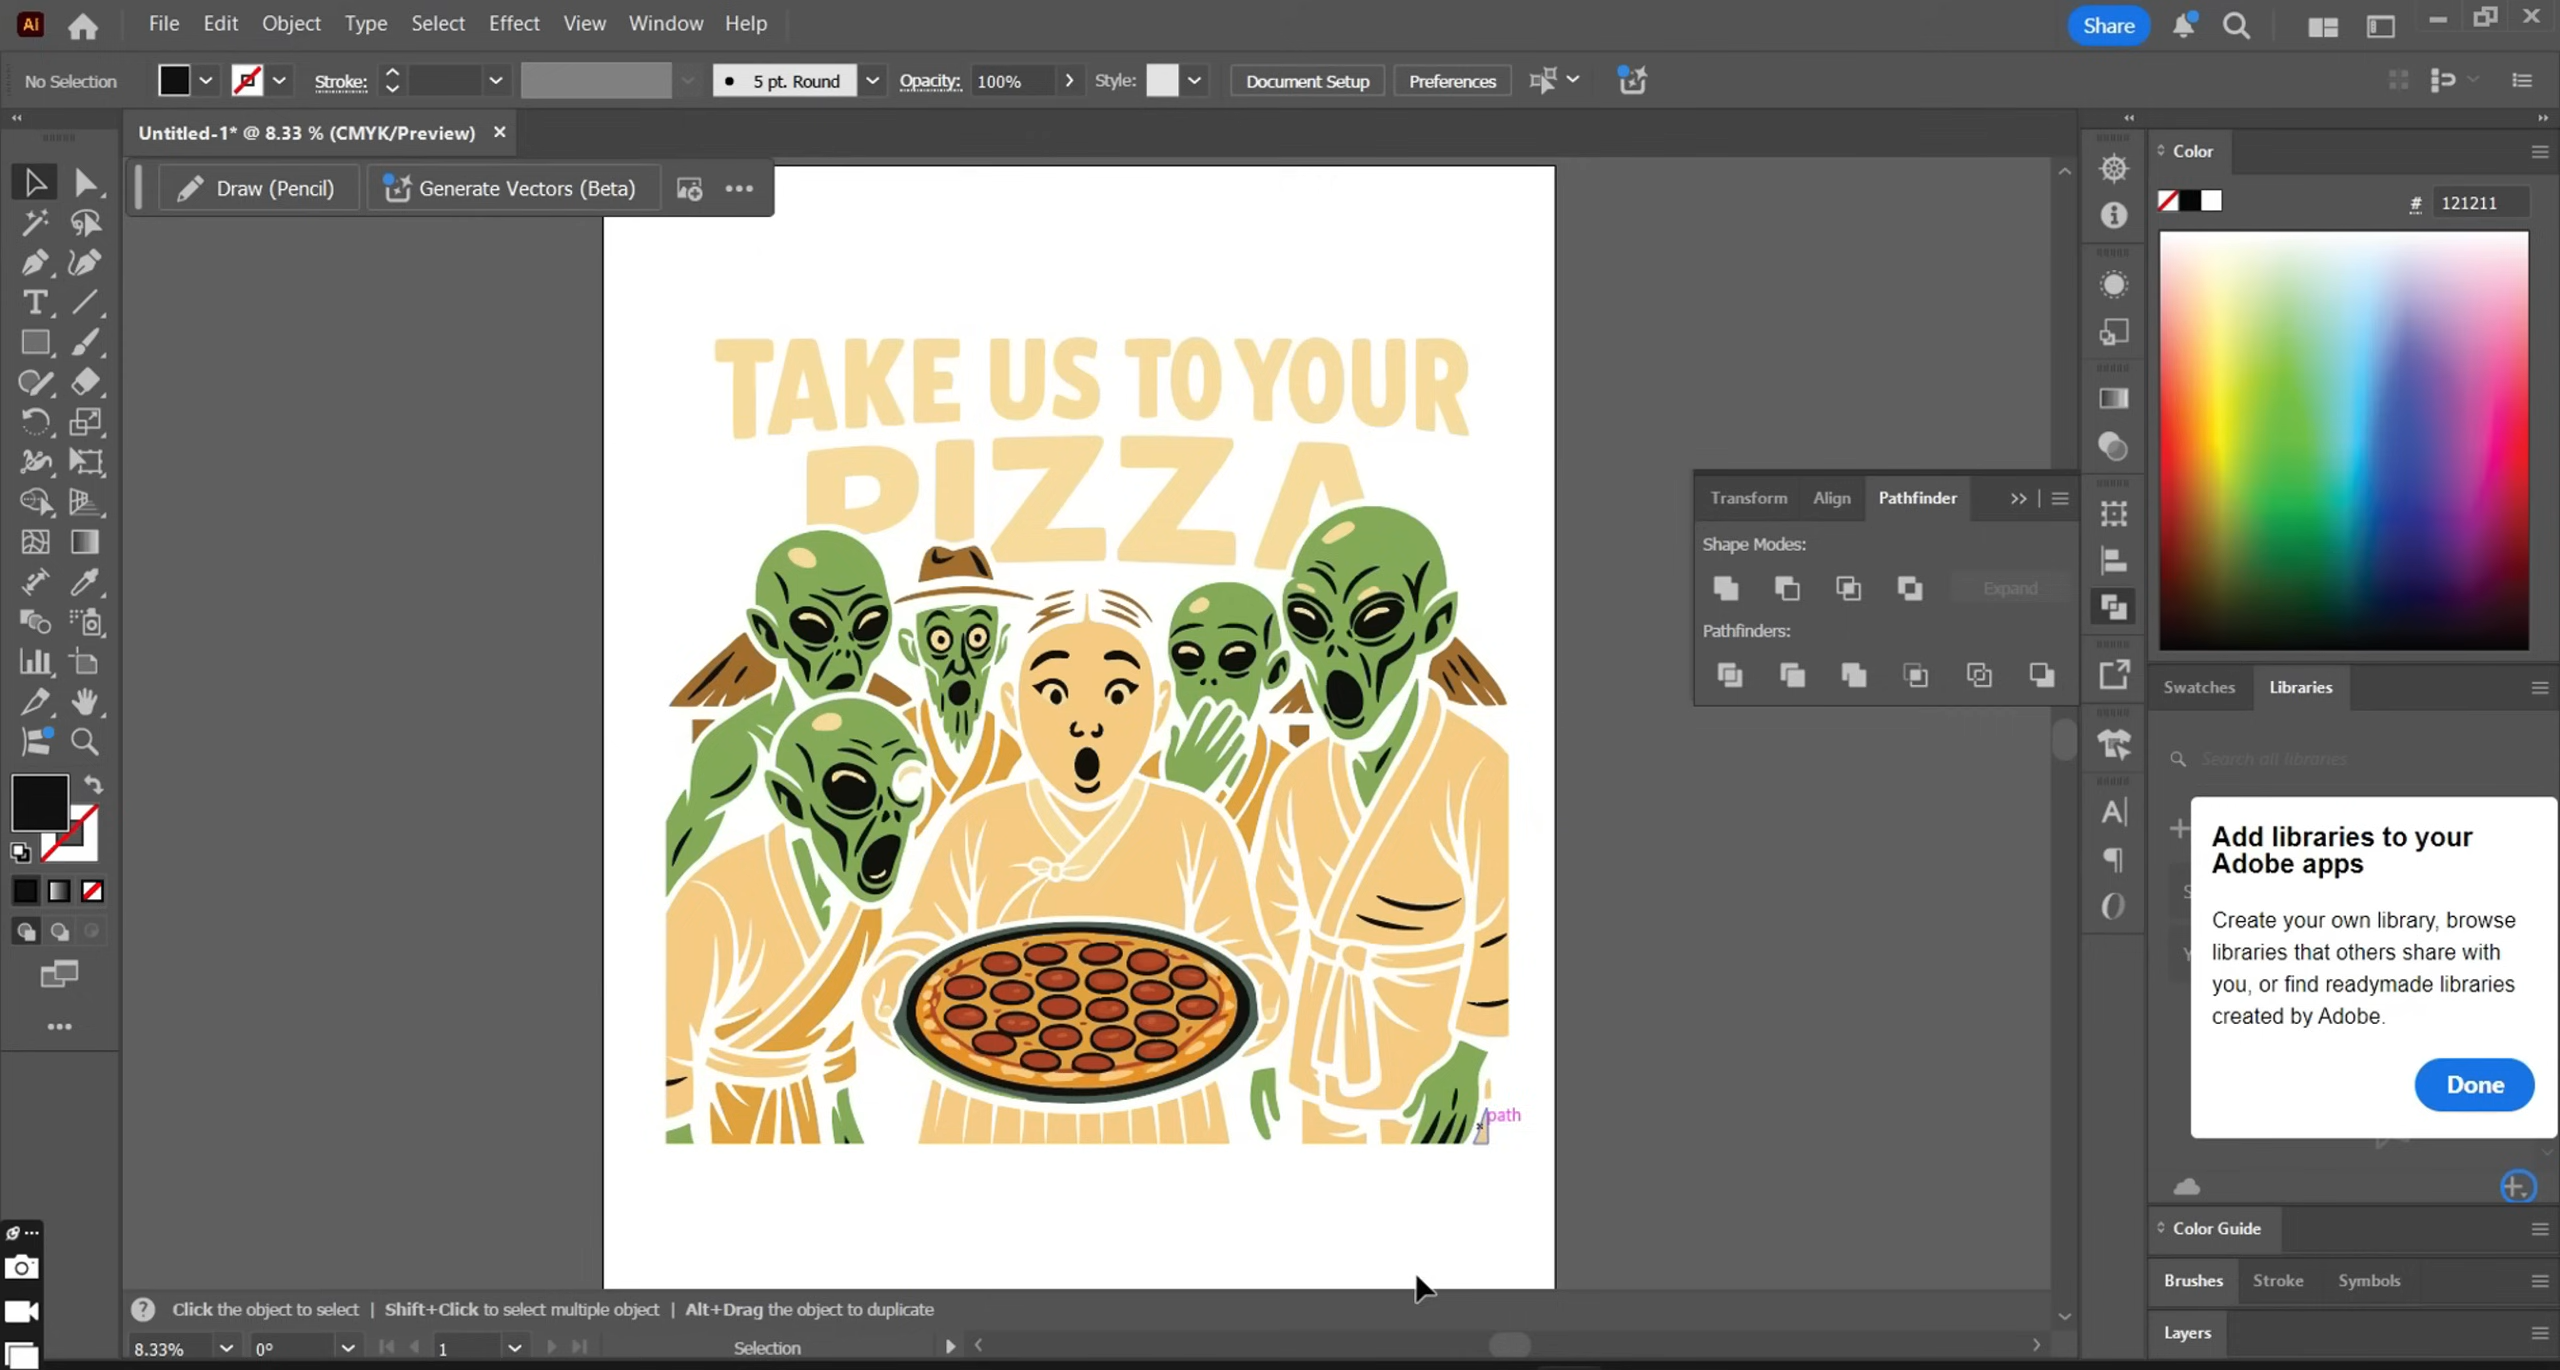 Ai File Edit Object Type Select Effect View Window Help Share
No Selection Stroke: 5 pt. Round Opacity: 100% Style: Document Setup Preferences
Untitled-1* @ 8.33 % (CMYK/Preview)
Draw (Pencil) Generate Vectors (Beta)
TAKE US TO YOUR
PIZZA
path
Transform Align Pathfinder
Shape Modes:
Expand
Pathfinders:
Color
# 121211
Swatches Libraries
Search all libraries
Add libraries to your
Adobe apps
Create your own library, browse
libraries that others share with
you, or find readymade libraries
created by Adobe.
Done
Color Guide
Brushes Stroke Symbols
Layers
Click the object to select | Shift+Click to select multiple object | Alt+Drag the object to duplicate
8.33% 0° 1 Selection